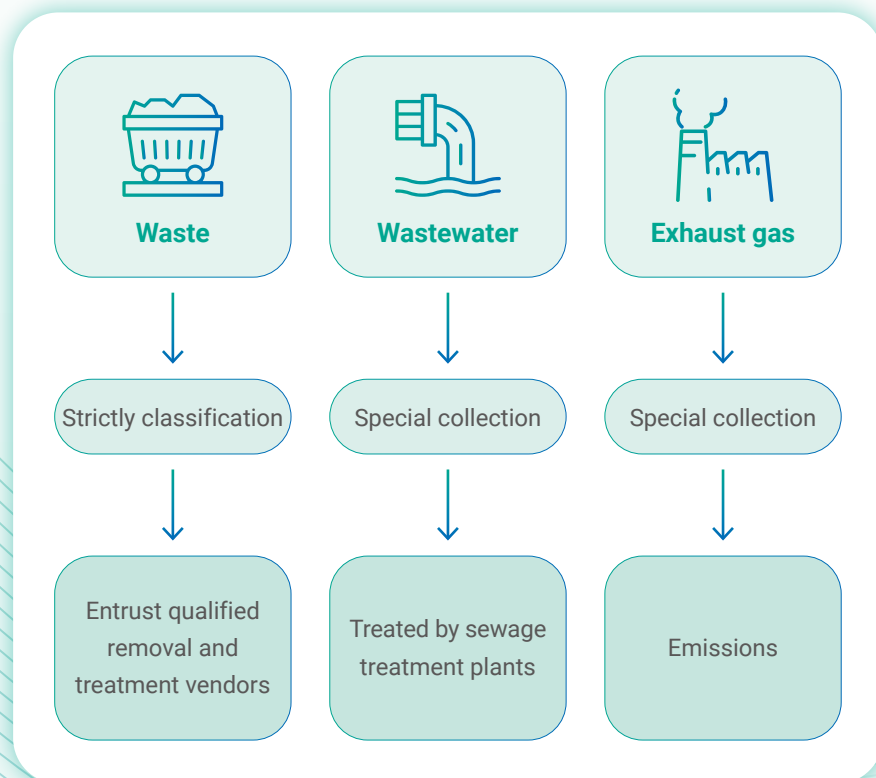 Waste
Wastewater
Exhaust gas
Strictly classification
Special collection
Special collection
Entrust qualified
removal and
treatment vendors
Treated by sewage
treatment plants
Emissions